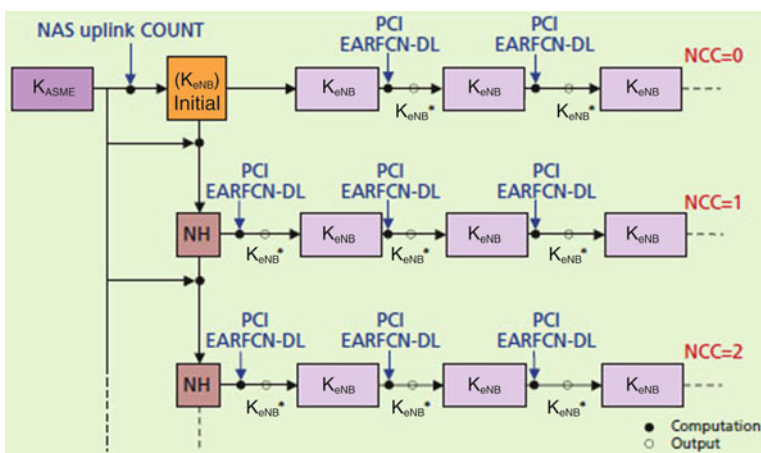 NAS uplink COUNT
PCI
EARFCN-DL
PCI
EARFCN-DL
NCC=0
KASME
(KeNB)
Initial
KeNB
KeNB
KeNB
KeNB*
KeNB*
PCI
EARFCN-DL
PCI
EARFCN-DL
PCI
EARFCN-DL
NCC=1
NH
KeNB
KeNB
KeNB
KeNB*
KeNB*
KeNB*
PCI
EARFCN-DL
PCI
EARFCN-DL
PCI
EARFCN-DL
NCC=2
NH
KeNB
KeNB
KeNB
KeNB*
KeNB*
KeNB*
Computation
Output